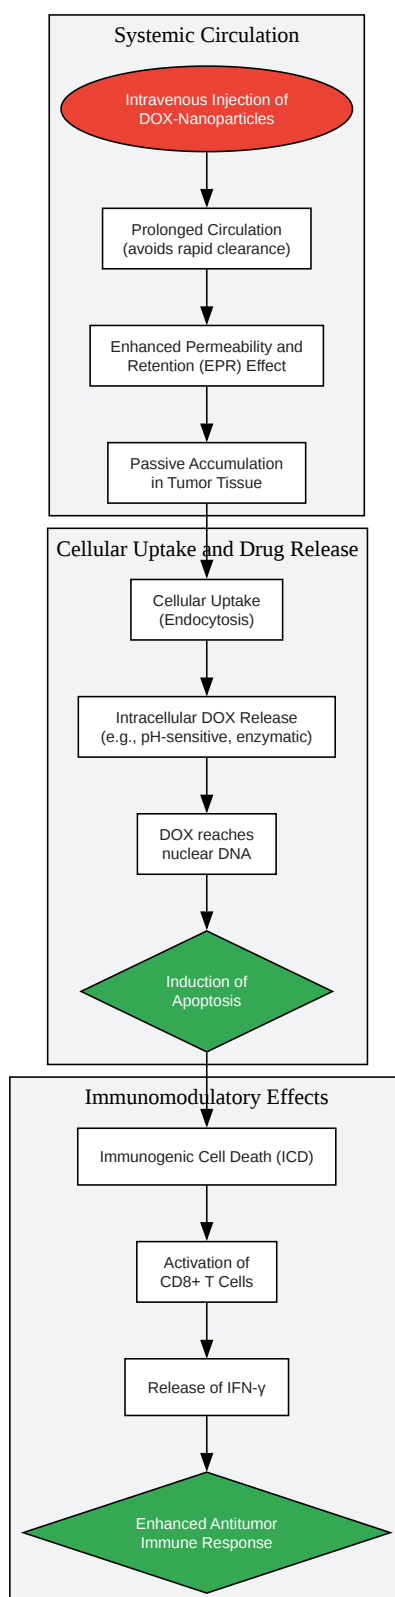 Systemic Circulation
Intravenous Injection of
DOX-Nanoparticles
Prolonged Circulation
(avoids rapid clearance)
Enhanced Permeability and
Retention (EPR) Effect
Passive Accumulation
in Tumor Tissue
Cellular Uptake and Drug Release
Cellular Uptake
(Endocytosis)
Intracellular DOX Release
(e.g., pH-sensitive, enzymatic)
DOX reaches
nuclear DNA
Induction of
Apoptosis
Immunomodulatory Effects
Immunogenic Cell Death (ICD)
Activation of
CD8+ T Cells
Release of IFN-γ
Enhanced Antitumor
Immune Response